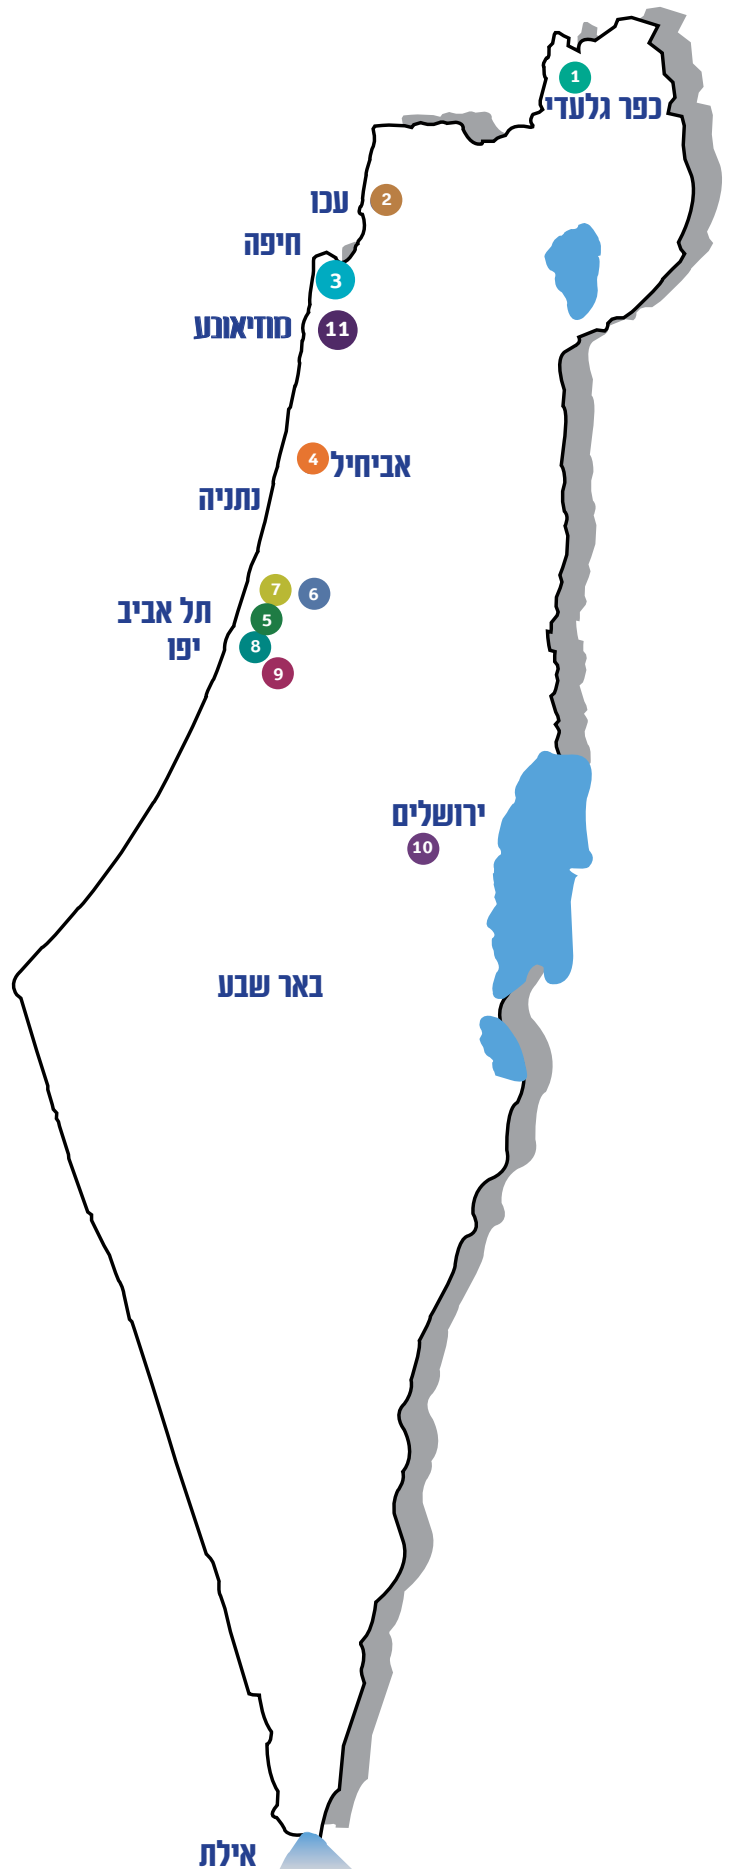 1
כפר גלעדי
עכו
2
חיפה
3
מוזיאונע
11
4
אביחיל
נתניה
7
6
תל אביב
5
יפו
8
9
ירושלים
10
באר שבע
אילת